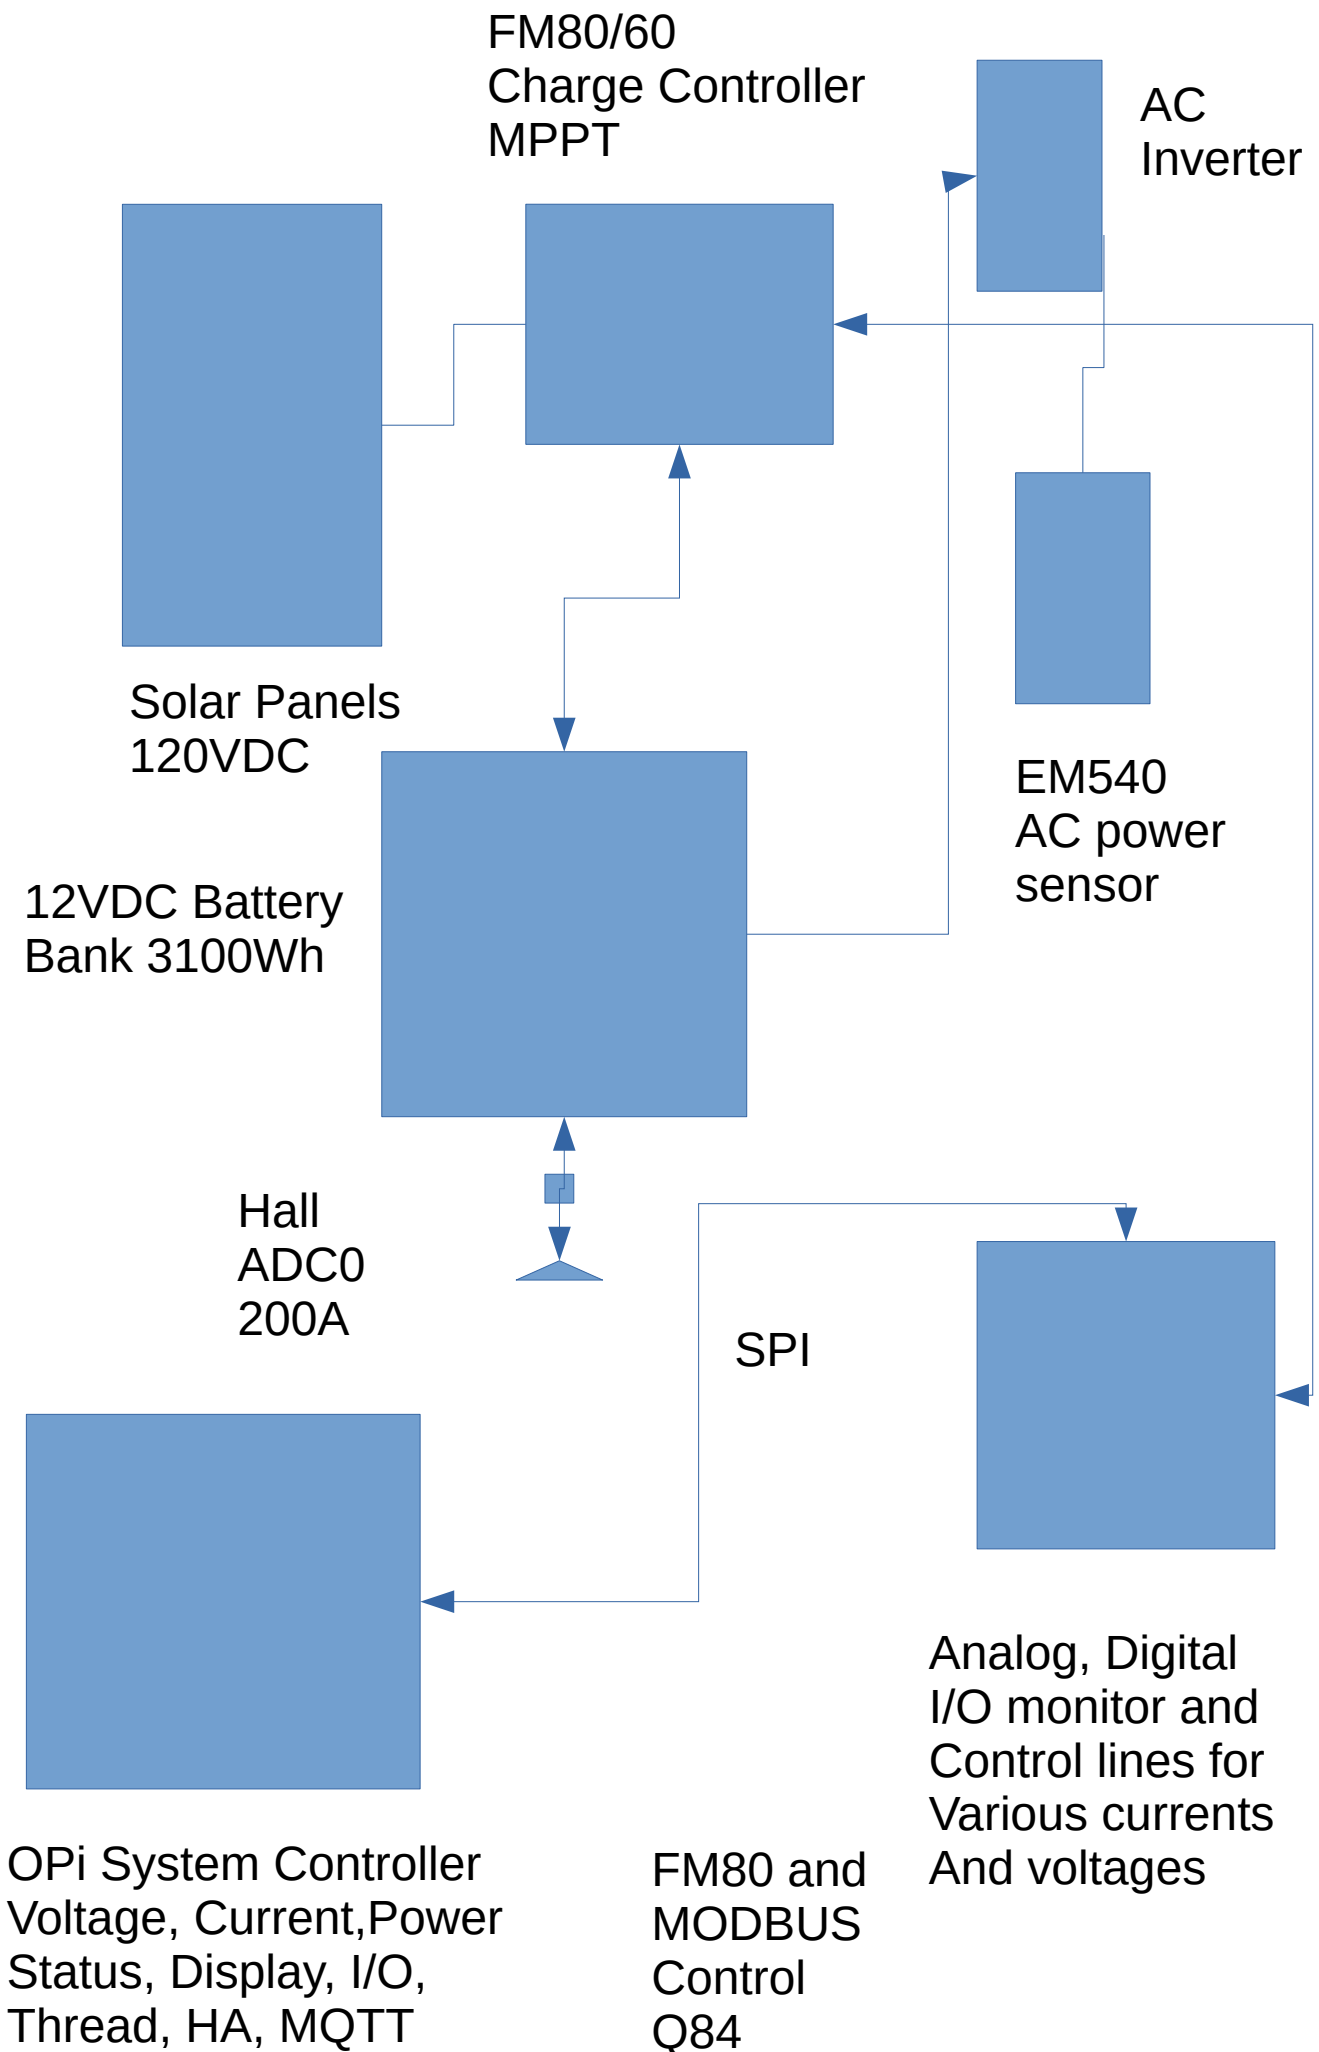 FM80/60
Charge Controller
MPPT
AC
Inverter
Solar Panels
120VDC
EM540
AC power
sensor
12VDC Battery
Bank 3100Wh
Hall
ADC0
200A
SPI
Analog, Digital
I/O monitor and
Control lines for
Various currents
And voltages
OPi System Controller
Voltage, Current,Power
Status, Display, I/O,
Thread, HA, MQTT
FM80 and
MODBUS
Control
Q84